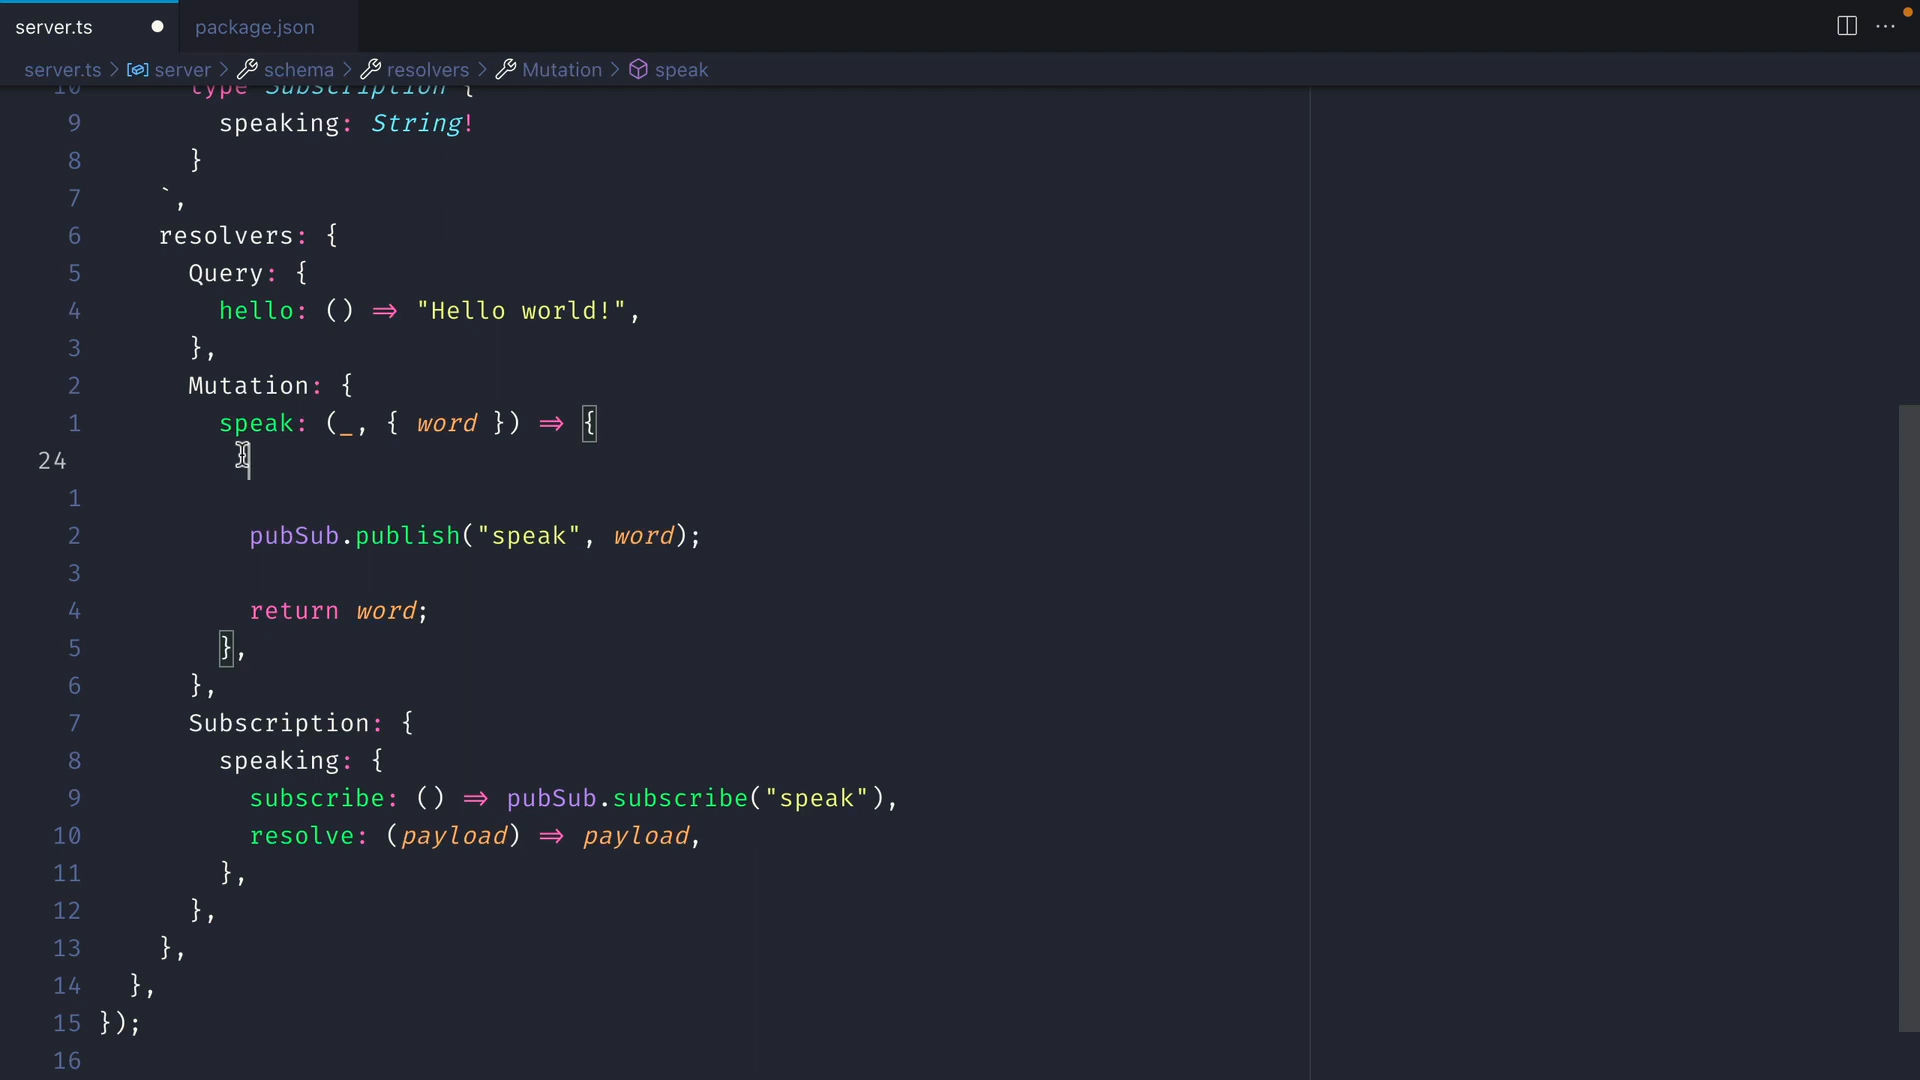 server.ts ● package.json ⋯
server.ts > server > schema > resolvers > Mutation > speak
10 type Subscription {
9 speaking: String!
8 }
7 `,
6 resolvers: {
5 Query: {
4 hello: () => "Hello world!",
3 },
2 Mutation: {
1 speak: (_, { word }) => {
24
1
2 pubSub.publish("speak", word);
3
4 return word;
5 },
6 },
7 Subscription: {
8 speaking: {
9 subscribe: () => pubSub.subscribe("speak"),
10 resolve: (payload) => payload,
11 },
12 },
13 },
14 },
15 });
16